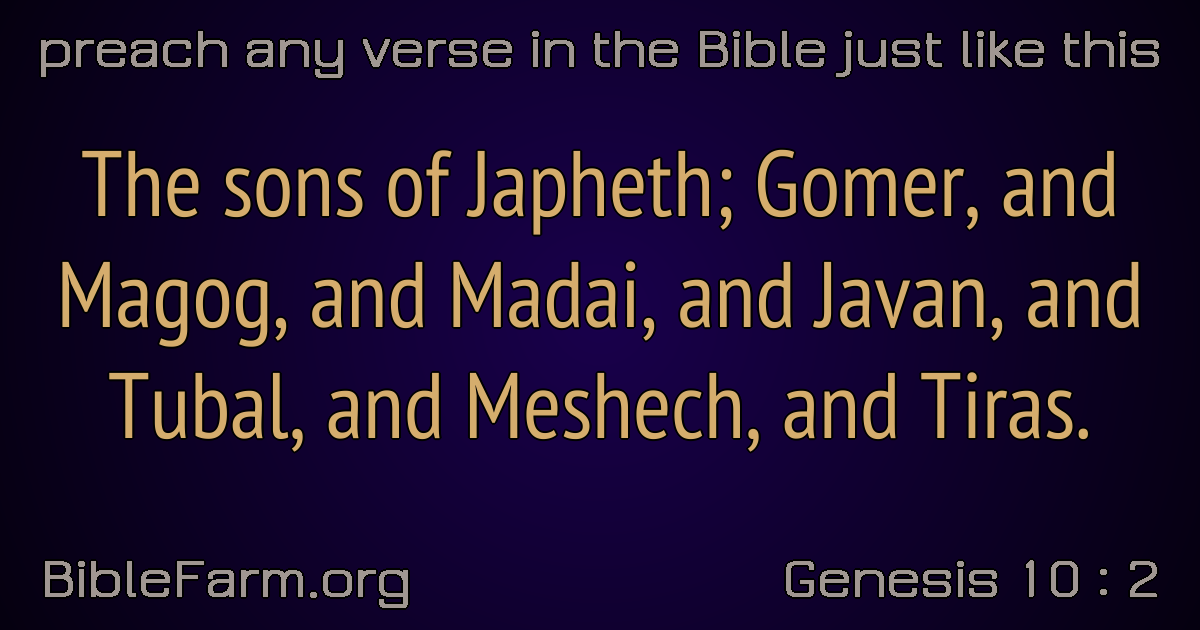 preach any verse in the Bible just like this
The sons of Japheth; Gomer, and
Magog, and Madai, and Javan, and
Tubal, and Meshech, and Tiras.
BibleFarm.org
Genesis 10 : 2